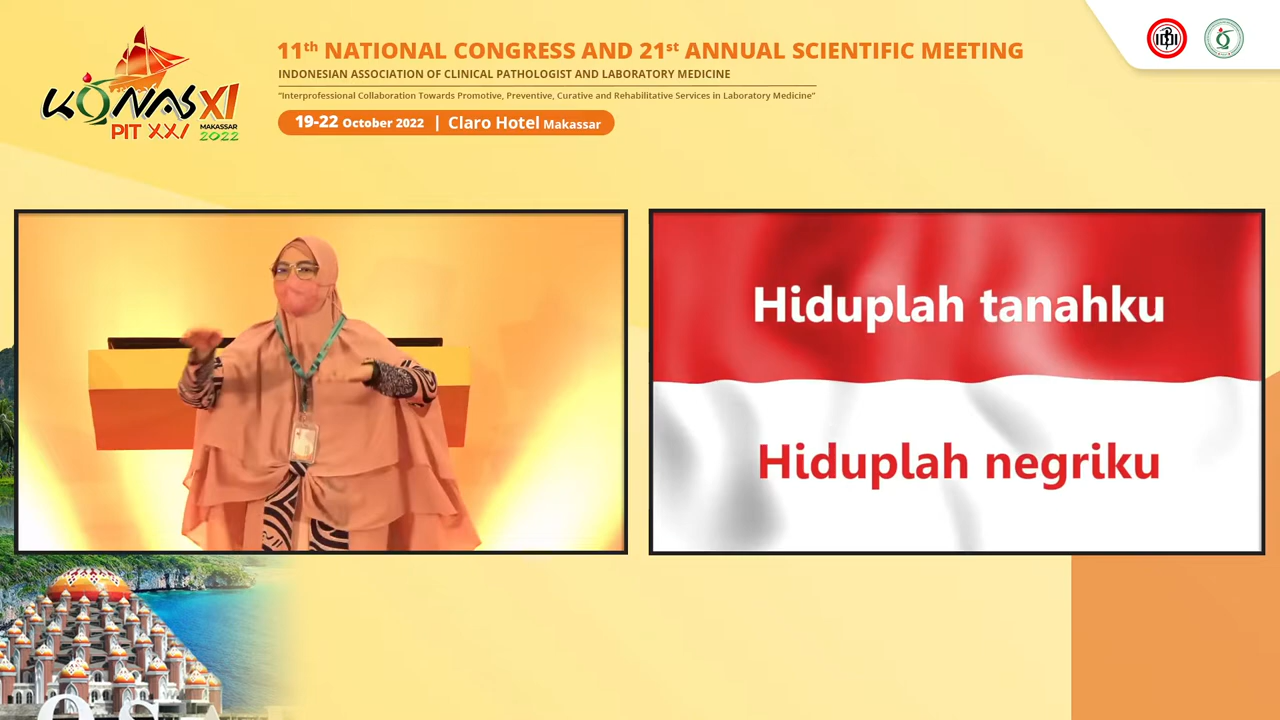 KONAS XI
PIT XXI
MAKASSAR
2022
11th NATIONAL CONGRESS AND 21st ANNUAL SCIENTIFIC MEETING
INDONESIAN ASSOCIATION OF CLINICAL PATHOLOGIST AND LABORATORY MEDICINE
"Interprofessional Collaboration Towards Promotive, Preventive, Curative and Rehabilitative Services in Laboratory Medicine"
19-22 October 2022 | Claro Hotel Makassar
IDI
Hiduplah tanahku
Hiduplah negriku